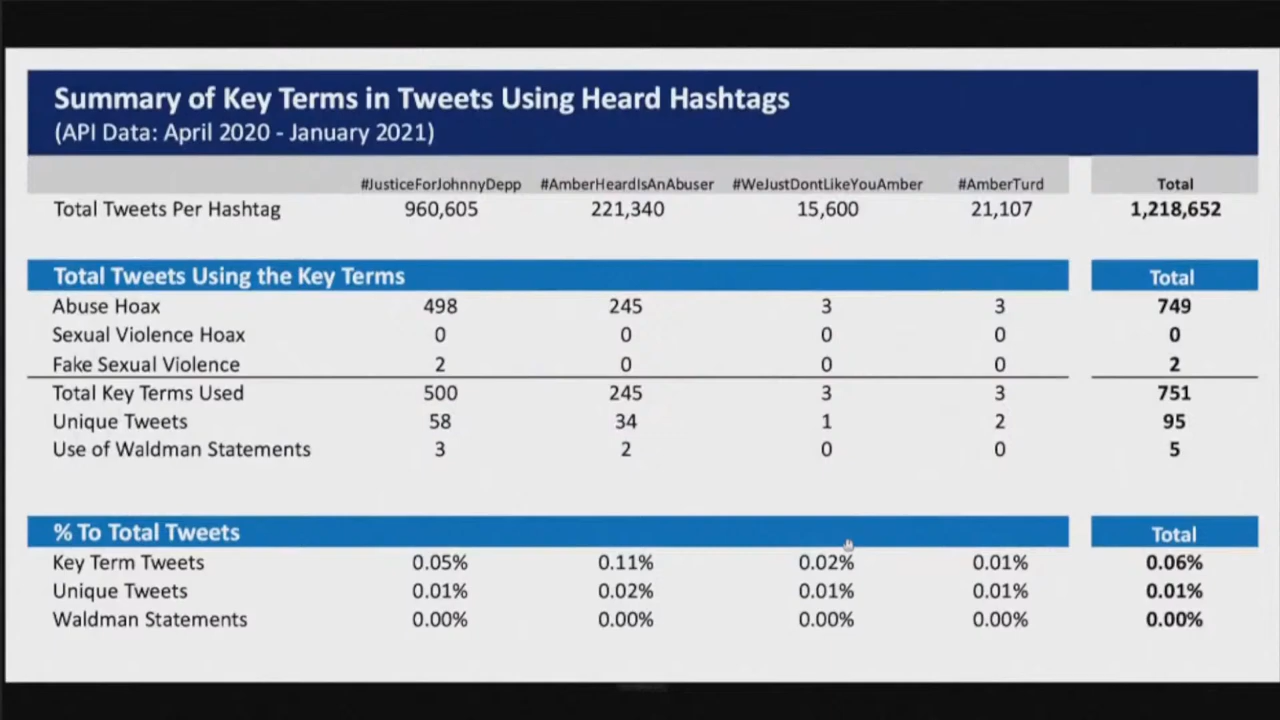 Summary of Key Terms in Tweets Using Heard Hashtags
(API Data: April 2020 - January 2021)
#JusticeForJohnnyDepp #AmberHeardIsAnAbuser #WeJustDontLikeYouAmber #AmberTurd Total
Total Tweets Per Hashtag 960,605 221,340 15,600 21,107 1,218,652
Total Tweets Using the Key Terms Total
Abuse Hoax 498 245 3 3 749
Sexual Violence Hoax 0 0 0 0 0
Fake Sexual Violence 2 0 0 0 2
Total Key Terms Used 500 245 3 3 751
Unique Tweets 58 34 1 2 95
Use of Waldman Statements 3 2 0 0 5
% To Total Tweets Total
Key Term Tweets 0.05% 0.11% 0.02% 0.01% 0.06%
Unique Tweets 0.01% 0.02% 0.01% 0.01% 0.01%
Waldman Statements 0.00% 0.00% 0.00% 0.00% 0.00%